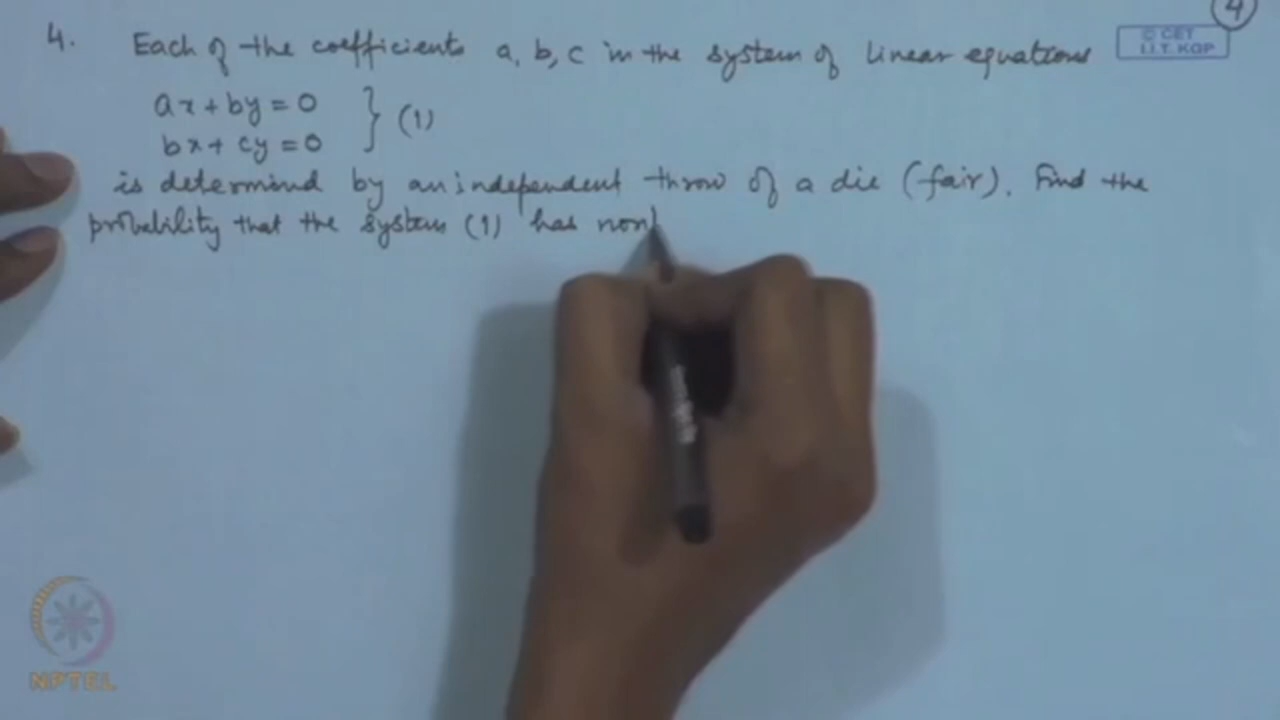 4
© CET
I.I.T. KGP
4. Each of the coefficients a, b, c in the system of linear equations
ax + by = 0
bx + cy = 0 } (1)
is determind by an independent throw of a die (fair). Find the
probability that the system (1) has non
NPTEL